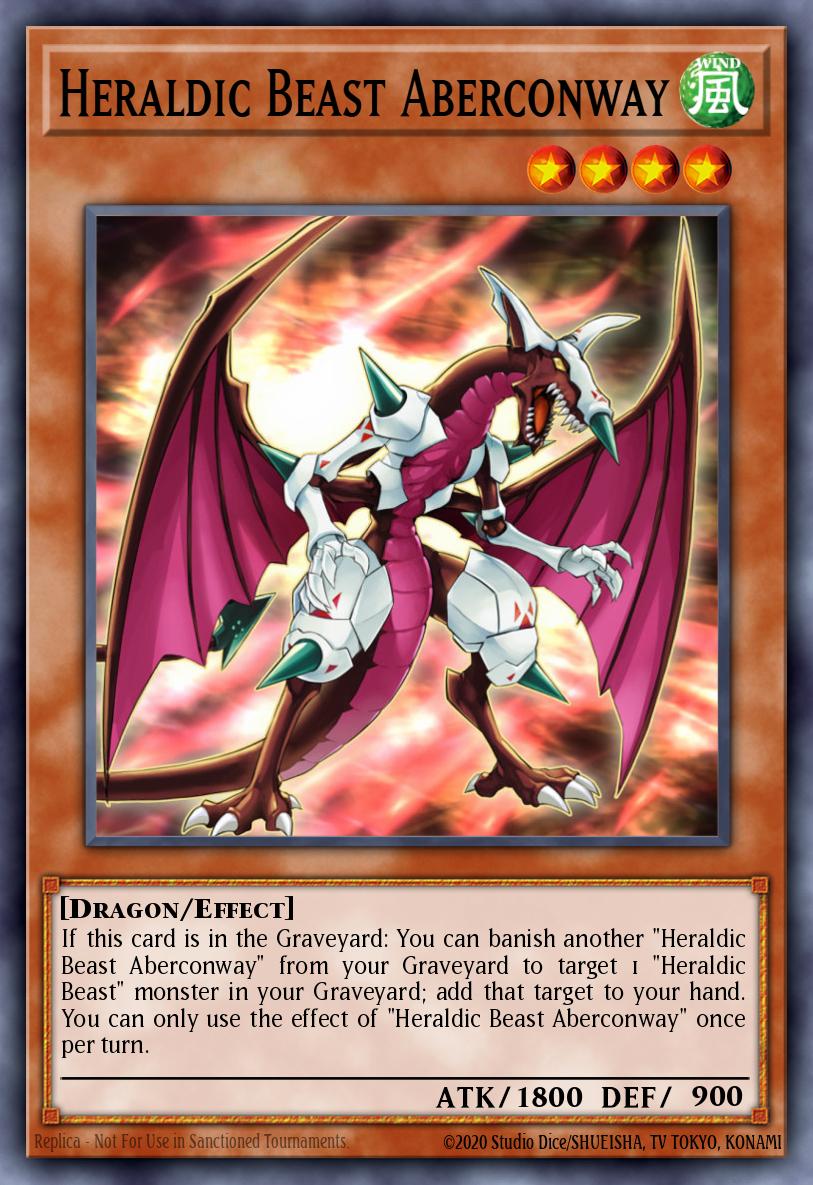 Heraldic Beast Aberconway
WIND
風
[Dragon/Effect]
If this card is in the Graveyard: You can banish another "Heraldic
Beast Aberconway" from your Graveyard to target 1 "Heraldic
Beast" monster in your Graveyard; add that target to your hand.
You can only use the effect of "Heraldic Beast Aberconway" once
per turn.
ATK/1800 DEF/ 900
Replica - Not For Use in Sanctioned Tournaments.
©2020 Studio Dice/SHUEISHA, TV TOKYO, KONAMI